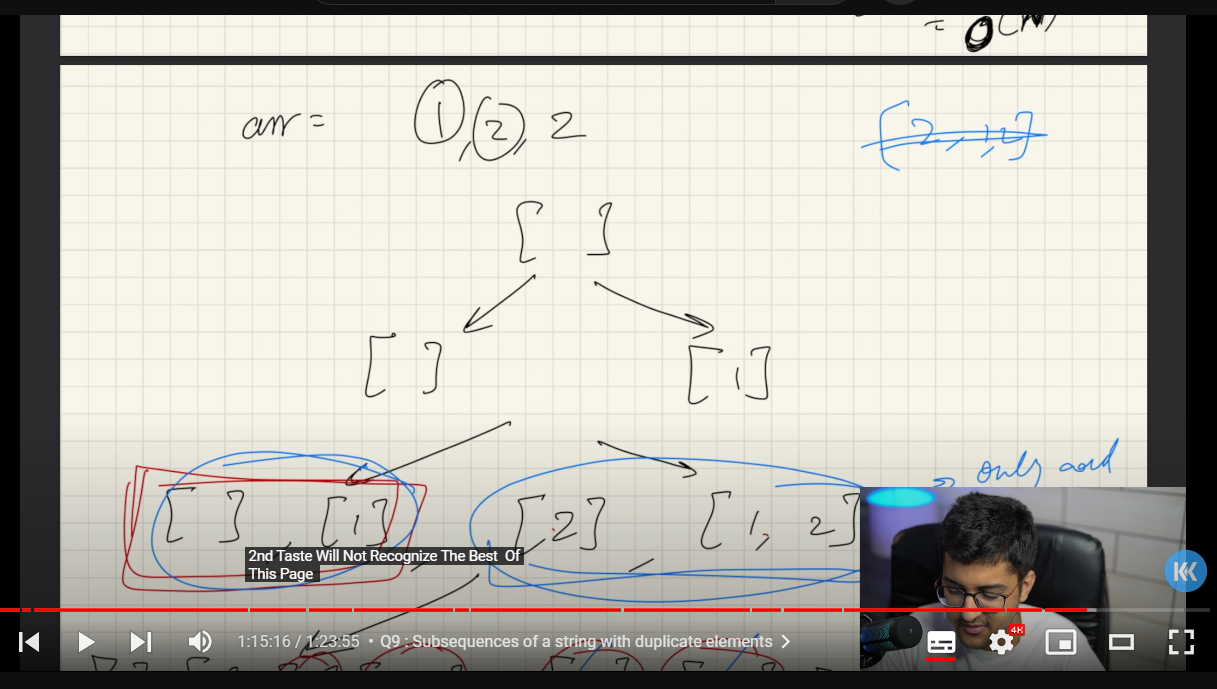 = O(N)
arr = 1, 2, 2
[2, 1, 2]
[ ]
[ ] [1]
only add
[ ], [1] [2], [1, 2]
2nd Taste Will Not Recognize The Best Of
This Page
1:15:16 / 1:23:55 • Q9 : Subsequences of a string with duplicate elements
4K